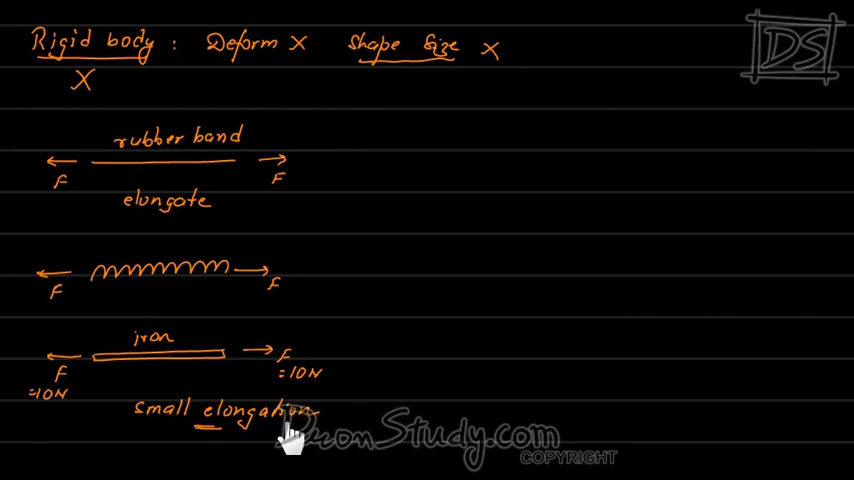 Rigid body : Deform X Shape Size X
X
DS
rubber band
F F
elongate
F F
iron
F F
=10N =10N
small elongation
DronStudy.com
COPYRIGHT